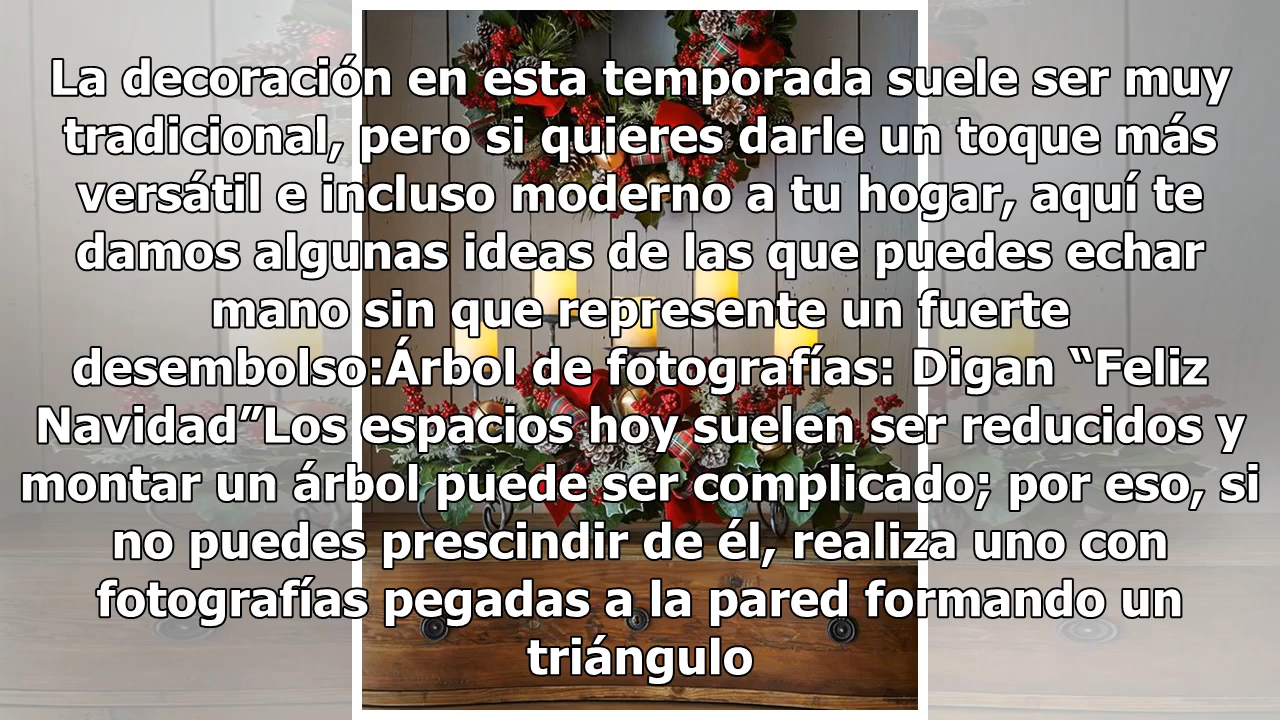 La decoración en esta temporada suele ser muy
tradicional, pero si quieres darle un toque más
versátil e incluso moderno a tu hogar, aquí te
damos algunas ideas de las que puedes echar
mano sin que represente un fuerte
desembolso:Árbol de fotografías: Digan “Feliz
Navidad”Los espacios hoy suelen ser reducidos y
montar un árbol puede ser complicado; por eso, si
no puedes prescindir de él, realiza uno con
fotografías pegadas a la pared formando un
triángulo